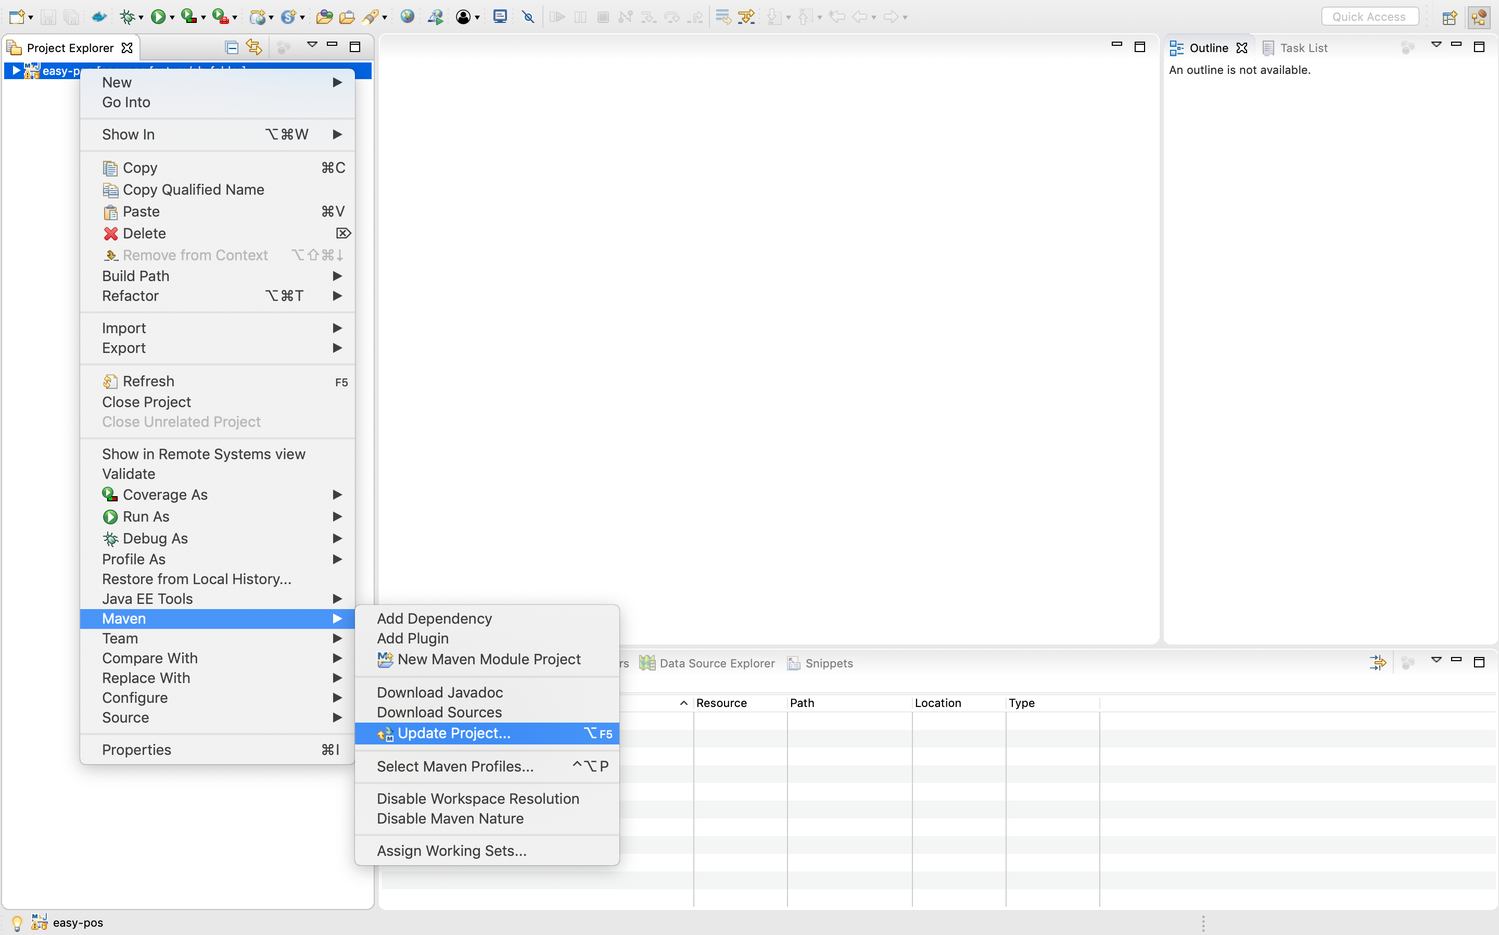 Quick Access
Project Explorer
Outline
Task List
easy-po
An outline is not available.
New
Go Into
Show In ⌥⌘W
Copy ⌘C
Copy Qualified Name
Paste ⌘V
Delete ⌦
Remove from Context ⌥⇧⌘↓
Build Path
Refactor ⌥⌘T
Import
Export
Refresh F5
Close Project
Close Unrelated Project
Show in Remote Systems view
Validate
Coverage As
Run As
Debug As
Profile As
Restore from Local History...
Java EE Tools
Maven
Team
Compare With
Replace With
Configure
Source
Properties ⌘I
Add Dependency
Add Plugin
New Maven Module Project
Download Javadoc
Download Sources
Update Project... ⌥F5
Select Maven Profiles... ^⌥P
Disable Workspace Resolution
Disable Maven Nature
Assign Working Sets...
rs
Data Source Explorer
Snippets
Resource Path Location Type
easy-pos